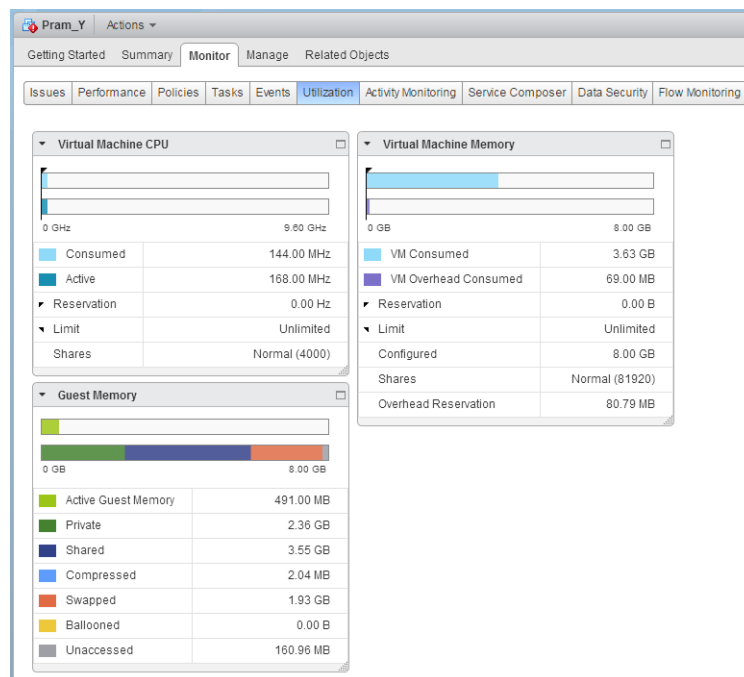 Pram_Y Actions
Getting Started Summary Monitor Manage Related Objects
Issues Performance Policies Tasks Events Utilization Activity Monitoring Service Composer Data Security Flow Monitoring
Virtual Machine CPU
0 GHz 9.60 GHz
Consumed 144.00 MHz
Active 168.00 MHz
Reservation 0.00 Hz
Limit Unlimited
Shares Normal (4000)
Virtual Machine Memory
0 GB 8.00 GB
VM Consumed 3.63 GB
VM Overhead Consumed 69.00 MB
Reservation 0.00 B
Limit Unlimited
Configured 8.00 GB
Shares Normal (81920)
Overhead Reservation 80.79 MB
Guest Memory
0 GB 8.00 GB
Active Guest Memory 491.00 MB
Private 2.36 GB
Shared 3.55 GB
Compressed 2.04 MB
Swapped 1.93 GB
Ballooned 0.00 B
Unaccessed 160.96 MB